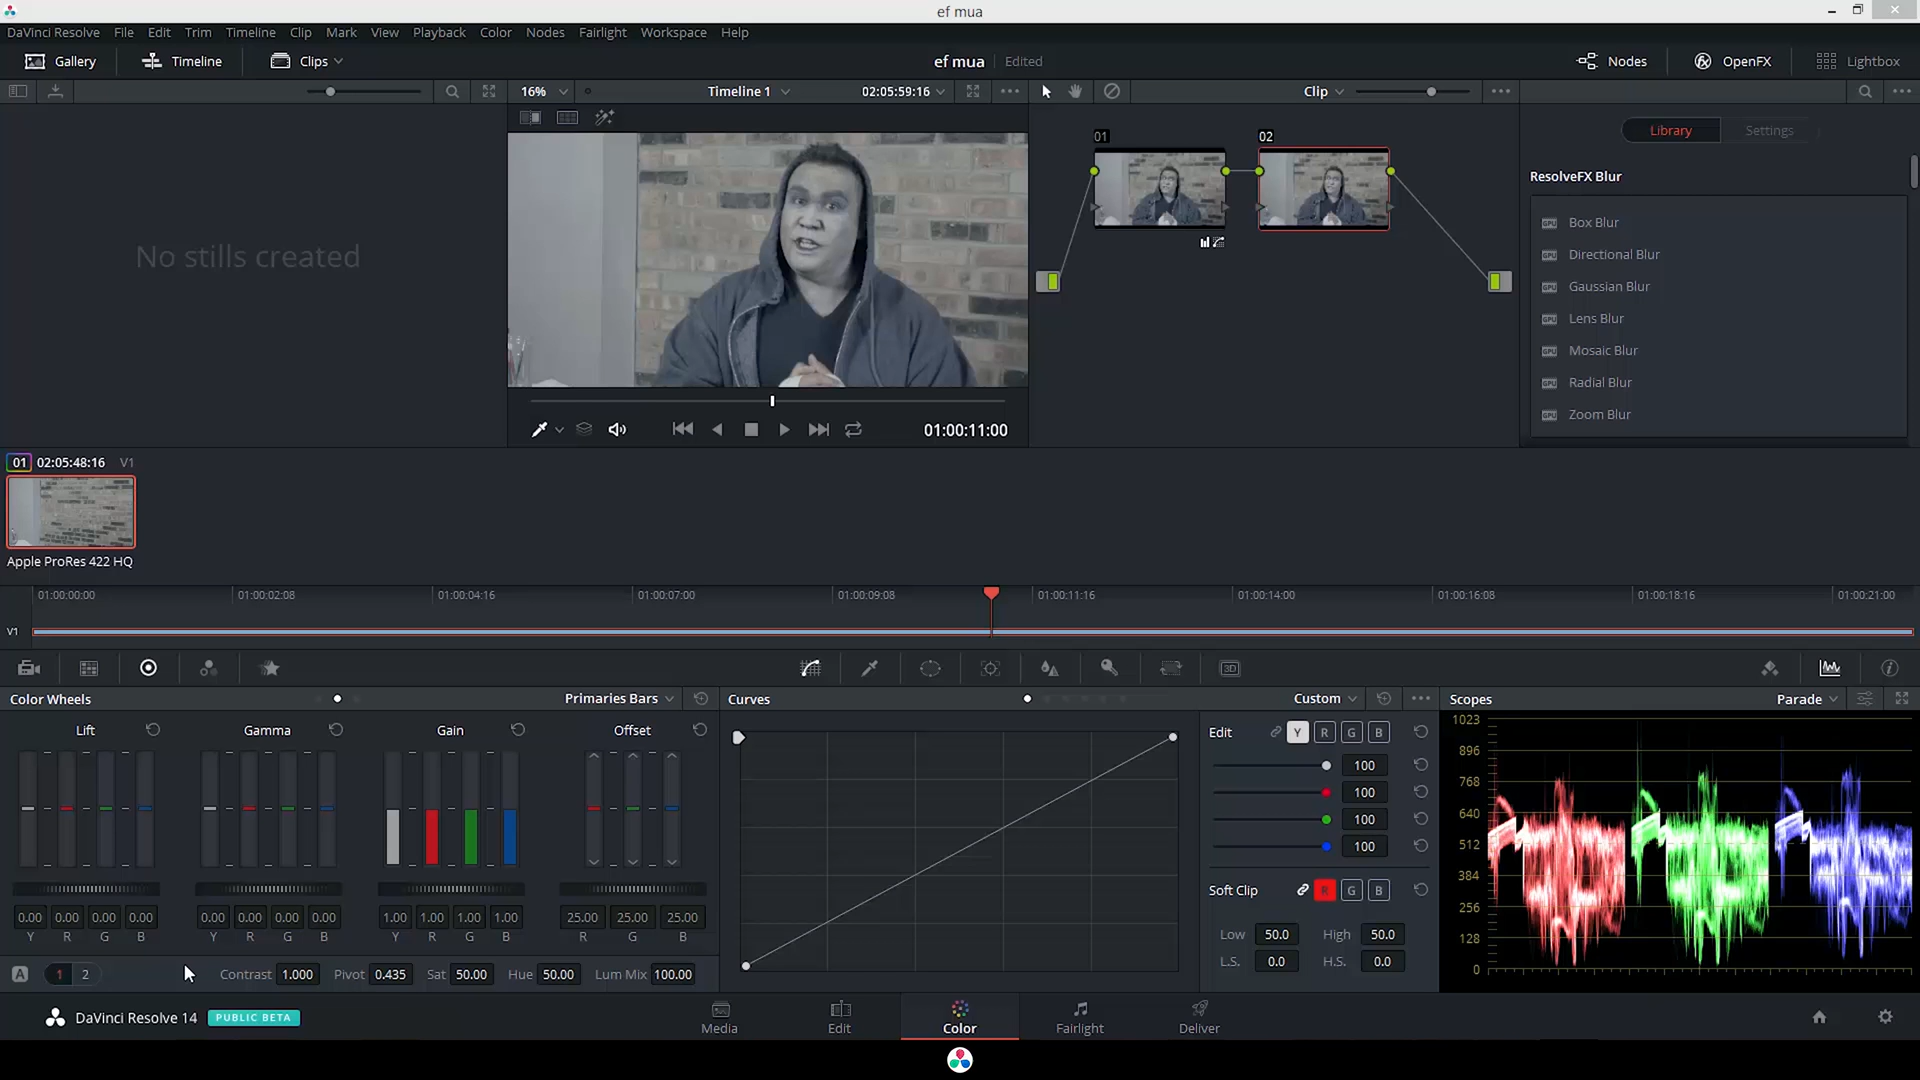 ef mua
DaVinci Resolve File Edit Trim Timeline Clip Mark View Playback Color Nodes Fairlight Workspace Help
Gallery Timeline Clips ef mua Edited Nodes OpenFX Lightbox
16% Timeline 1 02:05:59:16 ••• Clip ••• •••
Library Settings
No stills created
01 02
ResolveFX Blur
Box Blur
Directional Blur
Gaussian Blur
Lens Blur
Mosaic Blur
Radial Blur
Zoom Blur
01:00:11:00
01 02:05:48:16 V1
Apple ProRes 422 HQ
01:00:00:00 01:00:02:08 01:00:04:16 01:00:07:00 01:00:09:08 01:00:11:16 01:00:14:00 01:00:16:08 01:00:18:16 01:00:21:00
V1
3D
Color Wheels Primaries Bars Curves Custom ••• Scopes Parade
Lift Gamma Gain Offset
0.00 0.00 0.00 0.00 0.00 0.00 0.00 0.00 1.00 1.00 1.00 1.00 25.00 25.00 25.00
Y R G B Y R G B Y R G B R G B
A 1 2 Contrast 1.000 Pivot 0.435 Sat 50.00 Hue 50.00 Lum Mix 100.00
Edit Y R G B
100
100
100
100
Soft Clip R G B
Low 50.0 High 50.0
L.S. 0.0 H.S. 0.0
1023
896
768
640
512
384
256
128
0
DaVinci Resolve 14 PUBLIC BETA
Media Edit Color Fairlight Deliver